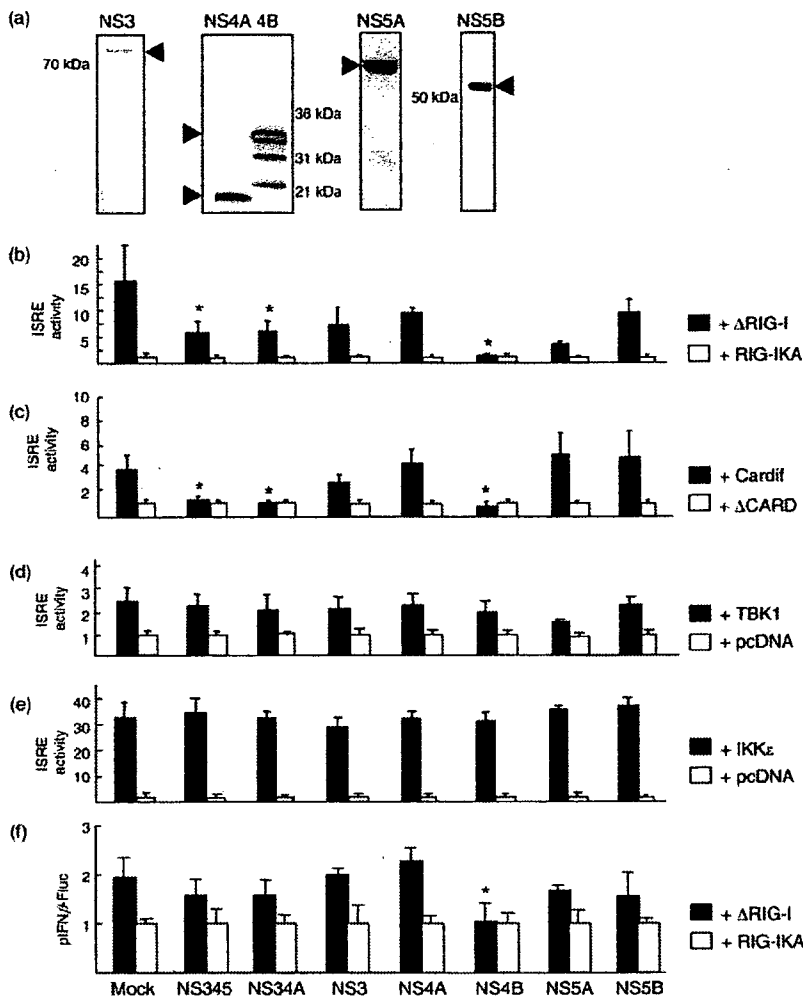 (a)
NS3
NS4A 4B
NS5A
NS5B
70 kDa
36 kDa
31 kDa
21 kDa
50 kDa
(b)
ISRE activity
20
15
10
5
+ ΔRIG-I
+ RIG-IKA
* * *
(c)
ISRE activity
10
8
6
4
2
+ Cardif
+ ΔCARD
* * *
(d)
ISRE activity
4
3
2
1
+ TBK1
+ pcDNA
(e)
ISRE activity
40
30
20
10
+ IKKε
+ pcDNA
(f)
pIFNβ-Fluc
3
2
1
+ ΔRIG-I
+ RIG-IKA
*
Mock NS345 NS34A NS3 NS4A NS4B NS5A NS5B